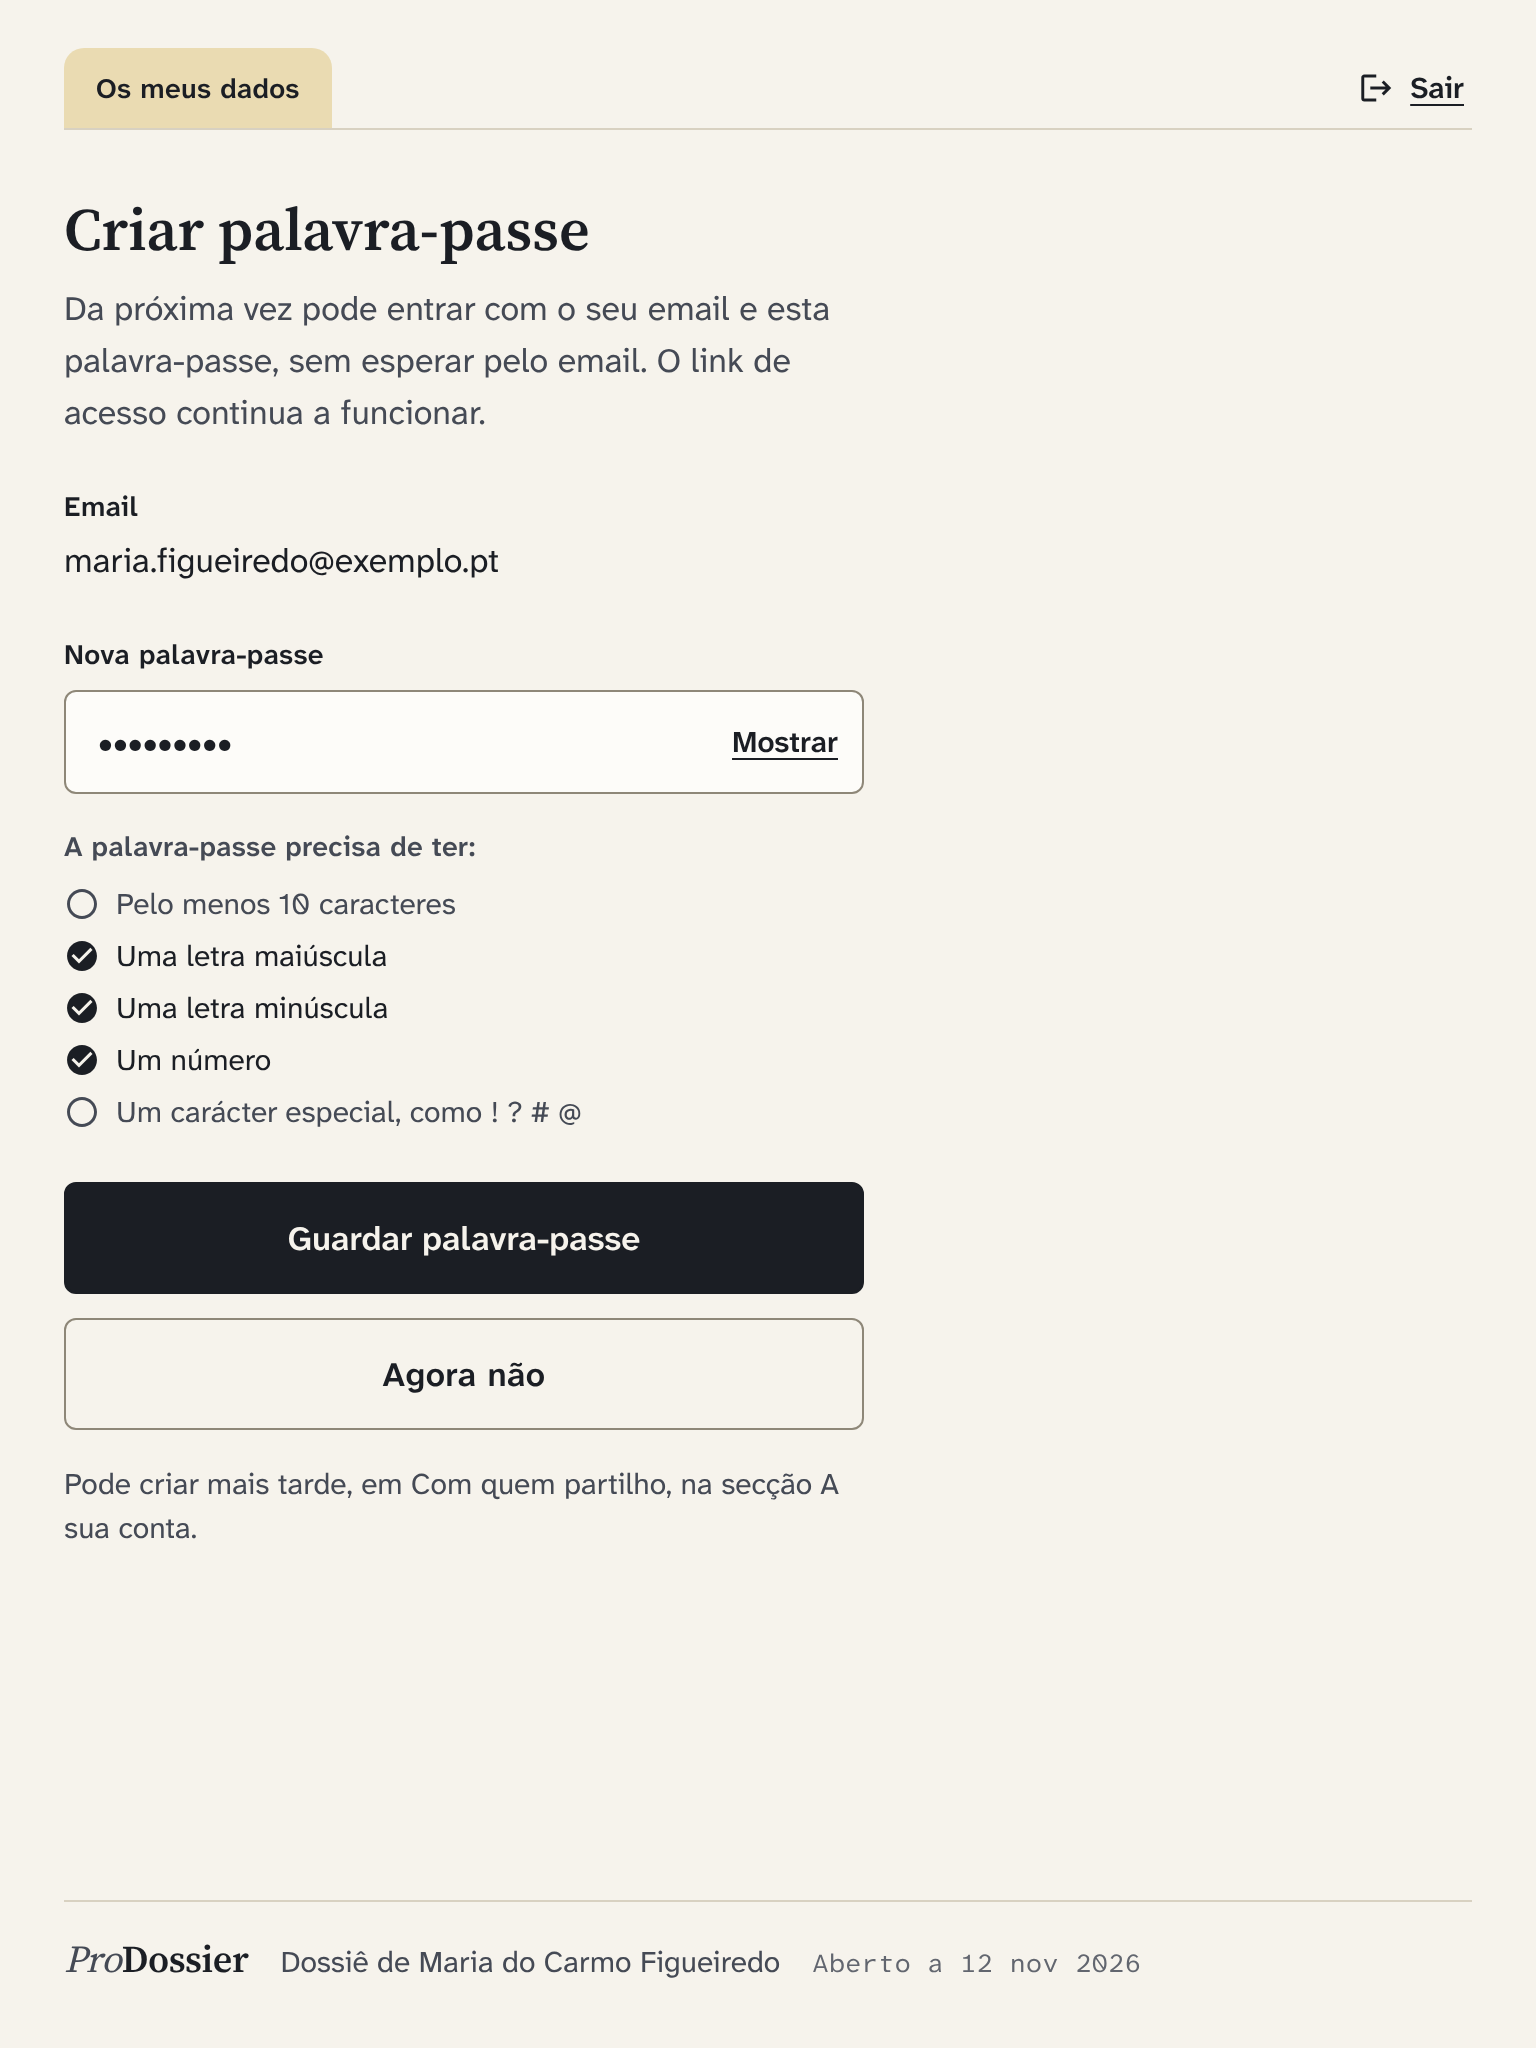 Os meus dados
Sair
Criar palavra-passe
Da próxima vez pode entrar com o seu email e esta
palavra-passe, sem esperar pelo email. O link de
acesso continua a funcionar.
Email
maria.figueiredo@exemplo.pt
Nova palavra-passe
•••••••••
Mostrar
A palavra-passe precisa de ter:
Pelo menos 10 caracteres
Uma letra maiúscula
Uma letra minúscula
Um número
Um carácter especial, como ! ? # @
Guardar palavra-passe
Agora não
Pode criar mais tarde, em Com quem partilho, na secção A
sua conta.
ProDossier Dossiê de Maria do Carmo Figueiredo Aberto a 12 nov 2026